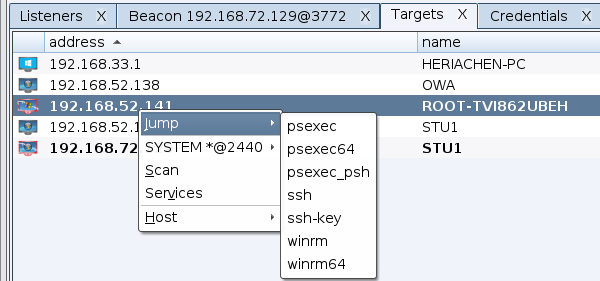 Listeners X Beacon 192.168.72.129@3772 X Targets X Credentials X
address name
192.168.33.1 HERIACHEN-PC
192.168.52.138 OWA
192.168.52.141 ROOT-TVI862UBEH
192.168.52.1 STU1
192.168.72 STU1
Jump
SYSTEM *@2440
Scan
Services
Host
psexec
psexec64
psexec_psh
ssh
ssh-key
winrm
winrm64